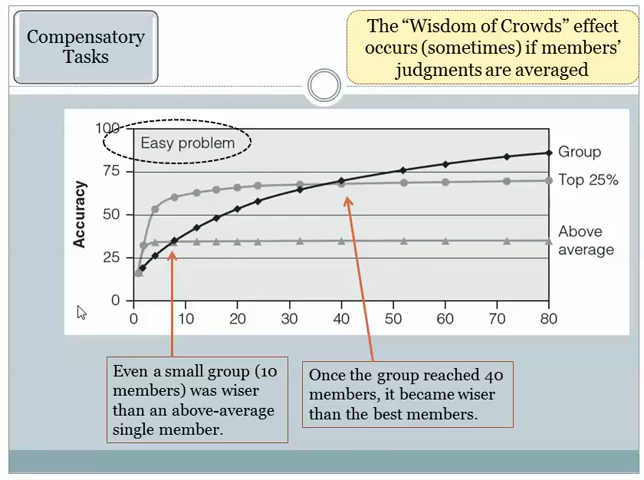 Compensatory
Tasks
The “Wisdom of Crowds” effect
occurs (sometimes) if members’
judgments are averaged
Easy problem
100
75
50
25
0
Accuracy
0 10 20 30 40 50 60 70 80
Group
Top 25%
Above
average
Even a small group (10
members) was wiser
than an above-average
single member.
Once the group reached 40
members, it became wiser
than the best members.